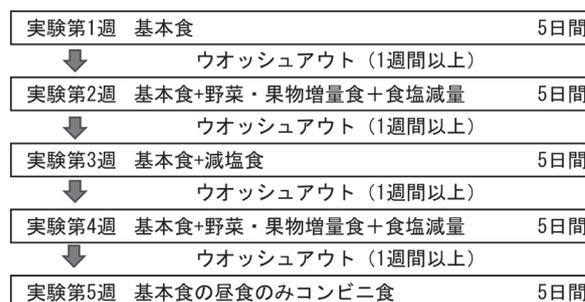 実験第1週 基本食 5日間
ウオッシュアウト（1週間以上）
実験第2週 基本食+野菜・果物増量食＋食塩減量 5日間
ウオッシュアウト（1週間以上）
実験第3週 基本食+減塩食 5日間
ウオッシュアウト（1週間以上）
実験第4週 基本食+野菜・果物増量食＋食塩減量 5日間
ウオッシュアウト（1週間以上）
実験第5週 基本食の昼食のみコンビニ食 5日間